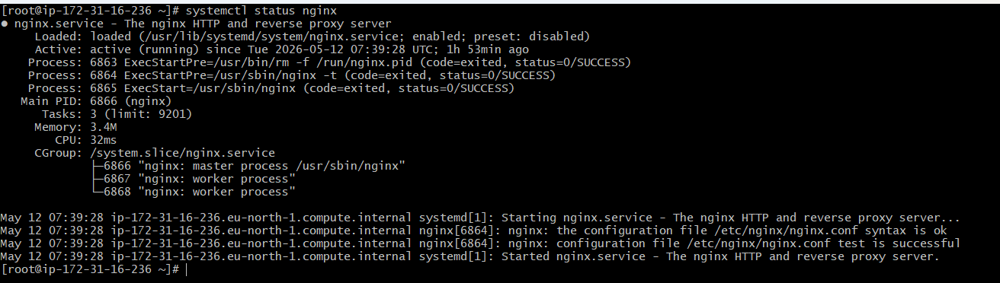 [root@ip-172-31-16-236 ~]# systemctl status nginx
● nginx.service - The nginx HTTP and reverse proxy server
     Loaded: loaded (/usr/lib/systemd/system/nginx.service; enabled; preset: disabled)
     Active: active (running) since Tue 2026-05-12 07:39:28 UTC; 1h 53min ago
    Process: 6863 ExecStartPre=/usr/bin/rm -f /run/nginx.pid (code=exited, status=0/SUCCESS)
    Process: 6864 ExecStartPre=/usr/sbin/nginx -t (code=exited, status=0/SUCCESS)
    Process: 6865 ExecStart=/usr/sbin/nginx (code=exited, status=0/SUCCESS)
   Main PID: 6866 (nginx)
      Tasks: 3 (limit: 9201)
     Memory: 3.4M
        CPU: 32ms
     CGroup: /system.slice/nginx.service
             ├─6866 "nginx: master process /usr/sbin/nginx"
             ├─6867 "nginx: worker process"
             └─6868 "nginx: worker process"

May 12 07:39:28 ip-172-31-16-236.eu-north-1.compute.internal systemd[1]: Starting nginx.service - The nginx HTTP and reverse proxy server...
May 12 07:39:28 ip-172-31-16-236.eu-north-1.compute.internal nginx[6864]: nginx: the configuration file /etc/nginx/nginx.conf syntax is ok
May 12 07:39:28 ip-172-31-16-236.eu-north-1.compute.internal nginx[6864]: nginx: configuration file /etc/nginx/nginx.conf test is successful
May 12 07:39:28 ip-172-31-16-236.eu-north-1.compute.internal systemd[1]: Started nginx.service - The nginx HTTP and reverse proxy server.
[root@ip-172-31-16-236 ~]#